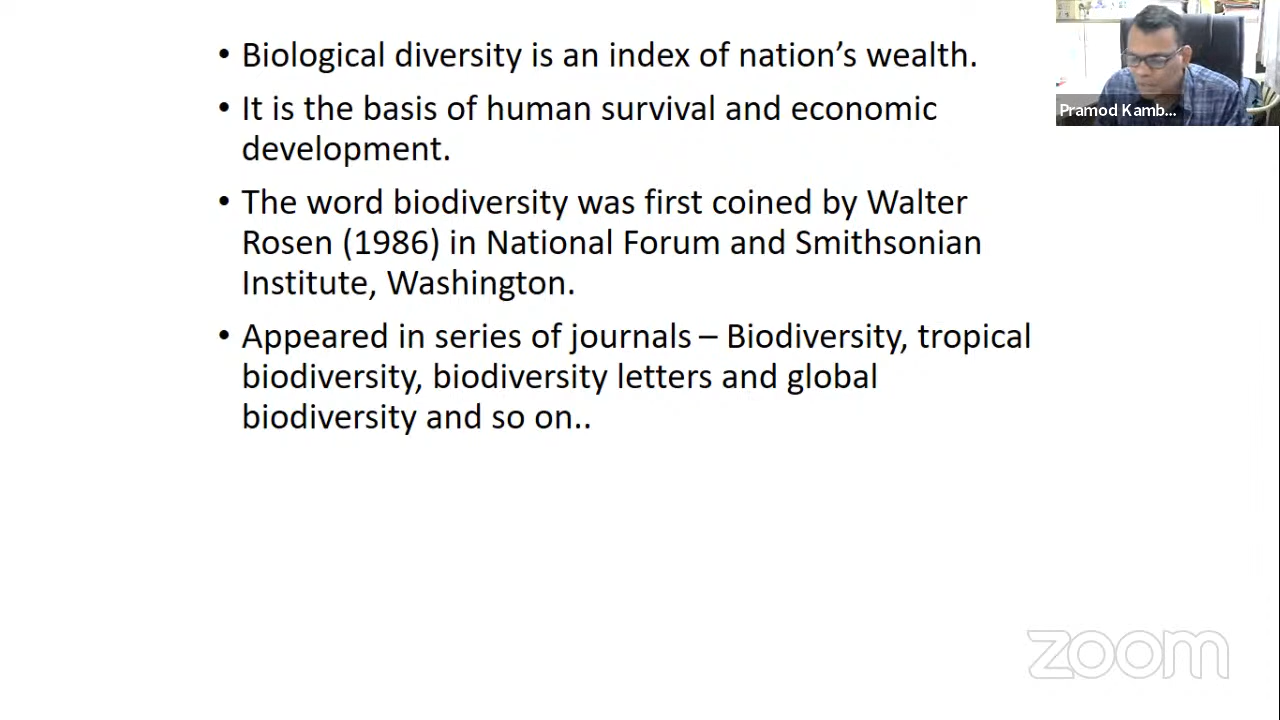 • Biological diversity is an index of nation's wealth.
• It is the basis of human survival and economic
development.
• The word biodiversity was first coined by Walter
Rosen (1986) in National Forum and Smithsonian
Institute, Washington.
• Appeared in series of journals – Biodiversity, tropical
biodiversity, biodiversity letters and global
biodiversity and so on..
Pramod Kamb...
zoom